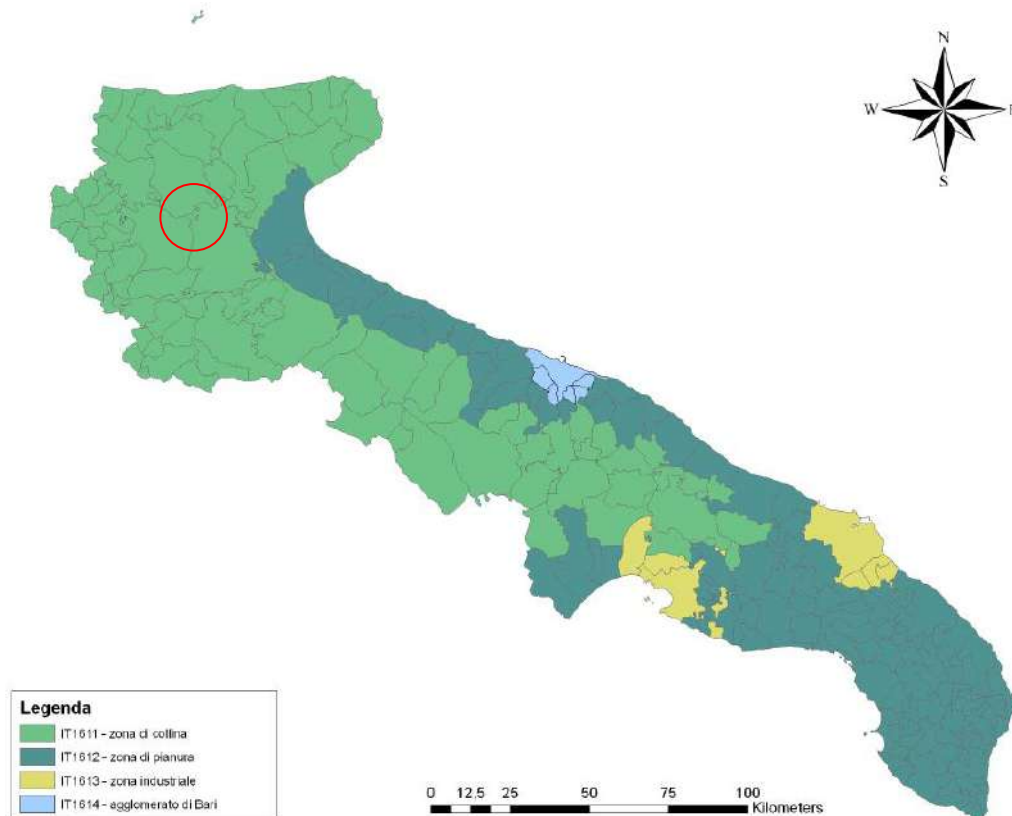 N
W
E
S
Legenda
IT1611 - zona di collina
IT1612 - zona di pianura
IT1613 - zona industriale
IT1614 - agglomerato di Bari
0 12.5 25 50 75 100
Kilometers